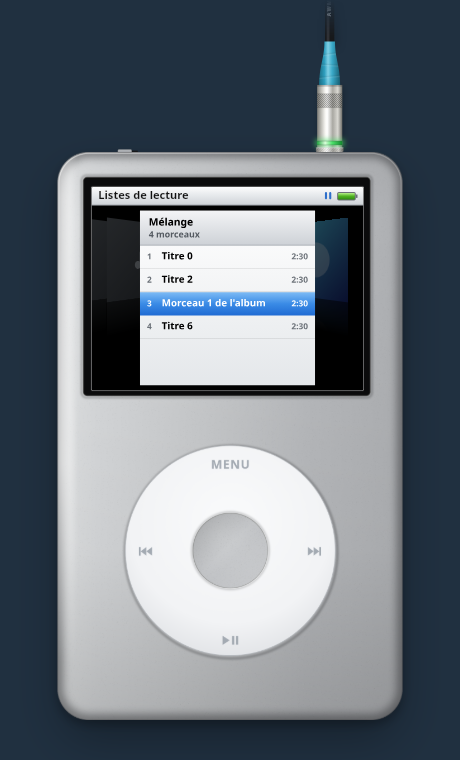 Listes de lecture
Mélange
4 morceaux
1 Titre 0 2:30
2 Titre 2 2:30
3 Morceau 1 de l'album 2:30
4 Titre 6 2:30
MENU